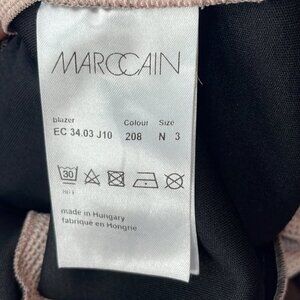 MARCCAIN
blazer Colour Size
EC 34.03 J10 208 N 3
30
made in Hungary
fabriqué en Hongrie